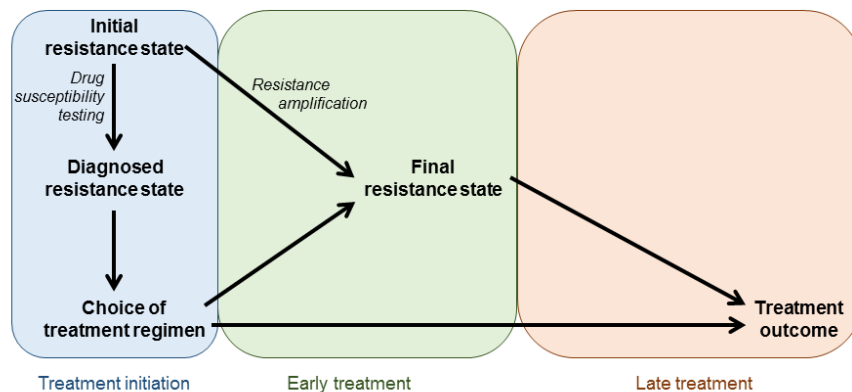 Initial
resistance state
Drug
susceptibility
testing
Resistance
amplification
Diagnosed
resistance state
Final
resistance state
Choice of
treatment regimen
Treatment
outcome
Treatment initiation
Early treatment
Late treatment